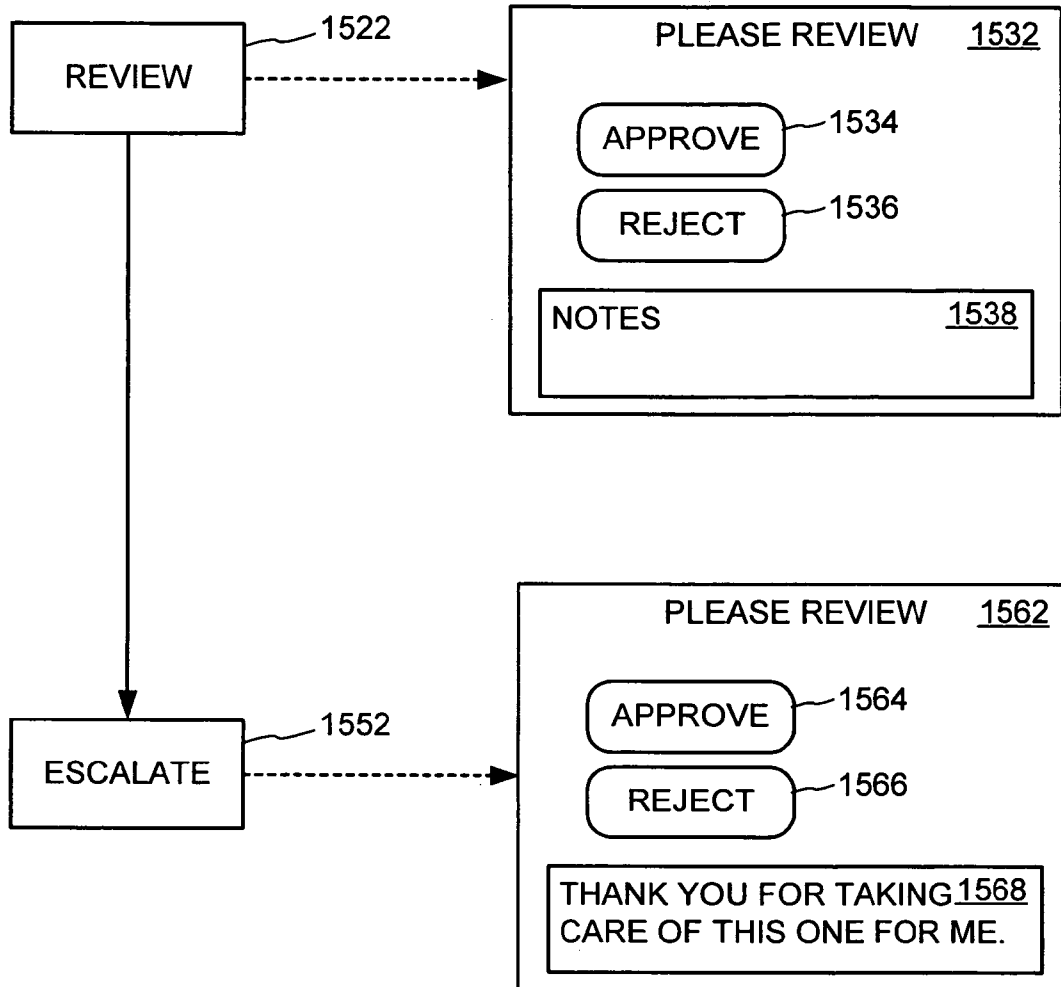 1522
REVIEW
PLEASE REVIEW 1532
APPROVE 1534
REJECT 1536
NOTES 1538
1552
ESCALATE
PLEASE REVIEW 1562
APPROVE 1564
REJECT 1566
THANK YOU FOR TAKING 1568
CARE OF THIS ONE FOR ME.